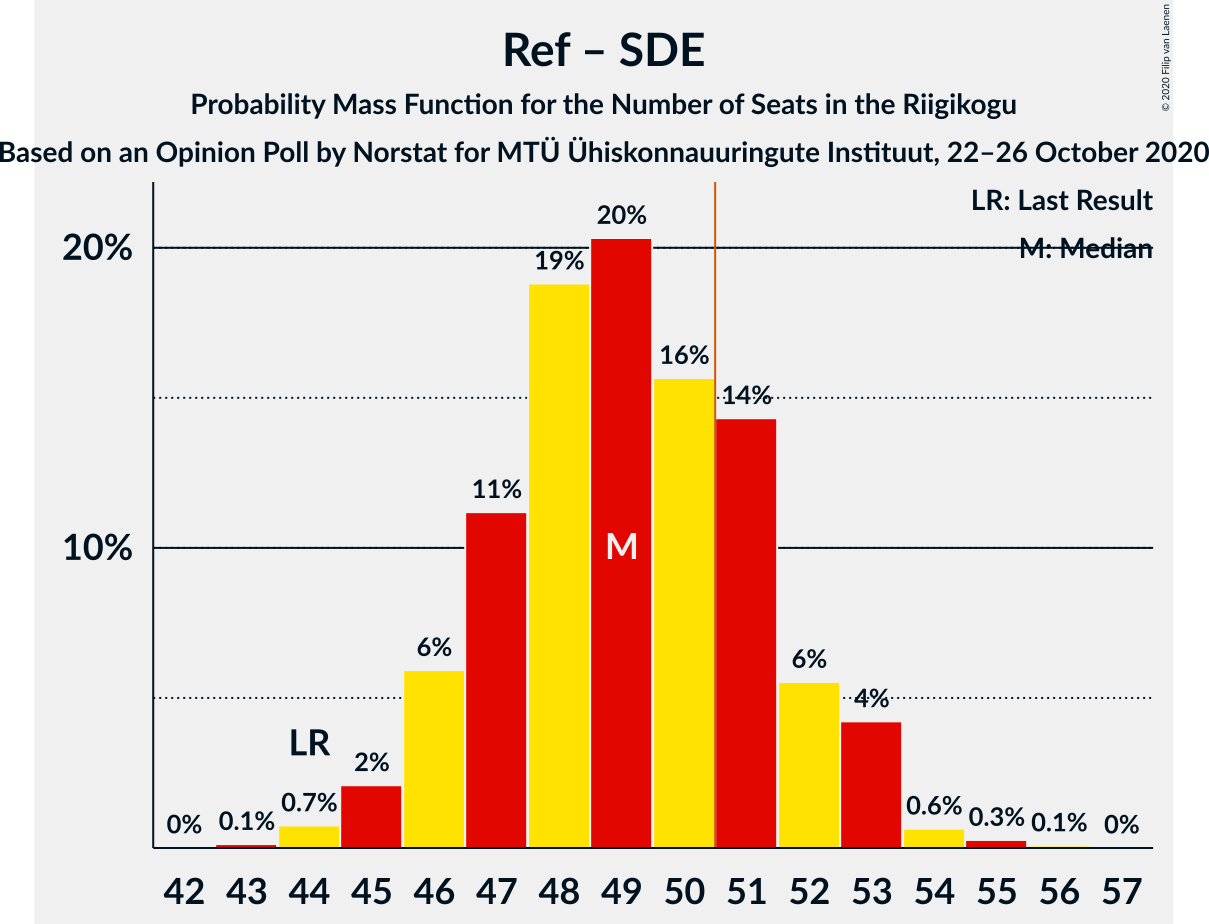 Ref – SDE
Probability Mass Function for the Number of Seats in the Riigikogu
Based on an Opinion Poll by Norstat for MTÜ Ühiskonnauuringute Instituut, 22–26 October 2020
© 2020 Filip van Laenen
LR: Last Result
M: Median
20%
10%
0%
0.1%
0.7%
LR
2%
6%
11%
19%
20%
M
16%
14%
6%
4%
0.6%
0.3%
0.1%
0%
42 43 44 45 46 47 48 49 50 51 52 53 54 55 56 57